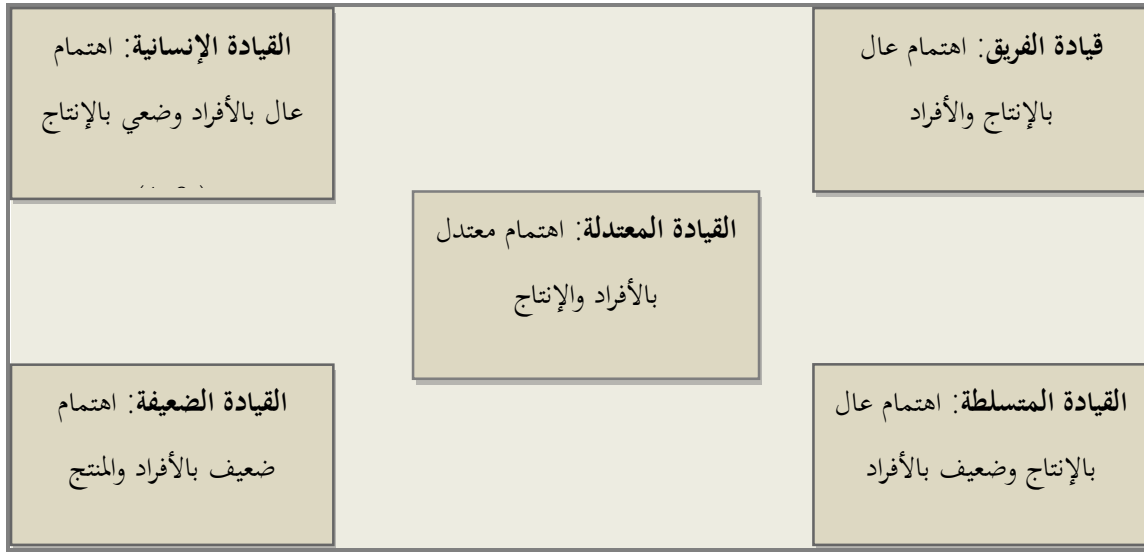 قيادة الفريق: اهتمام عال
بالإنتاج والأفراد
القيادة الإنسانية: اهتمام
عال بالأفراد وضعي بالإنتاج
القيادة المعتدلة: اهتمام معتدل
بالأفراد والإنتاج
القيادة المتسلطة: اهتمام عال
بالإنتاج وضعيف بالأفراد
القيادة الضعيفة: اهتمام
ضعيف بالأفراد والمنتج